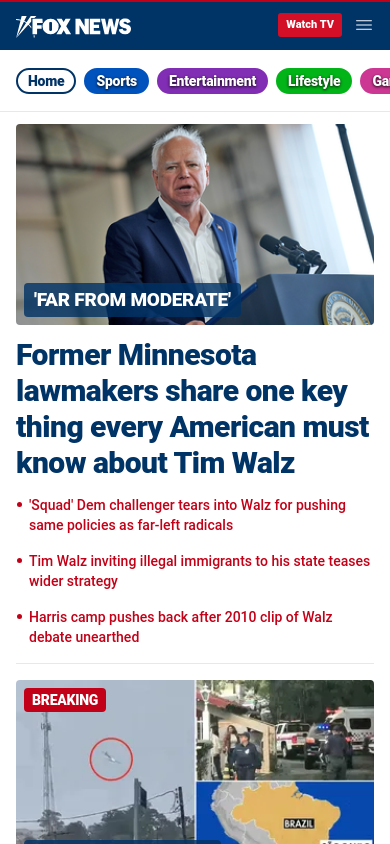 FOX NEWS
Watch TV
Home Sports Entertainment Lifestyle Ga
'FAR FROM MODERATE'
Former Minnesota
lawmakers share one key
thing every American must
know about Tim Walz
'Squad' Dem challenger tears into Walz for pushing
same policies as far-left radicals
Tim Walz inviting illegal immigrants to his state teases
wider strategy
Harris camp pushes back after 2010 clip of Walz
debate unearthed
BREAKING
BRAZIL